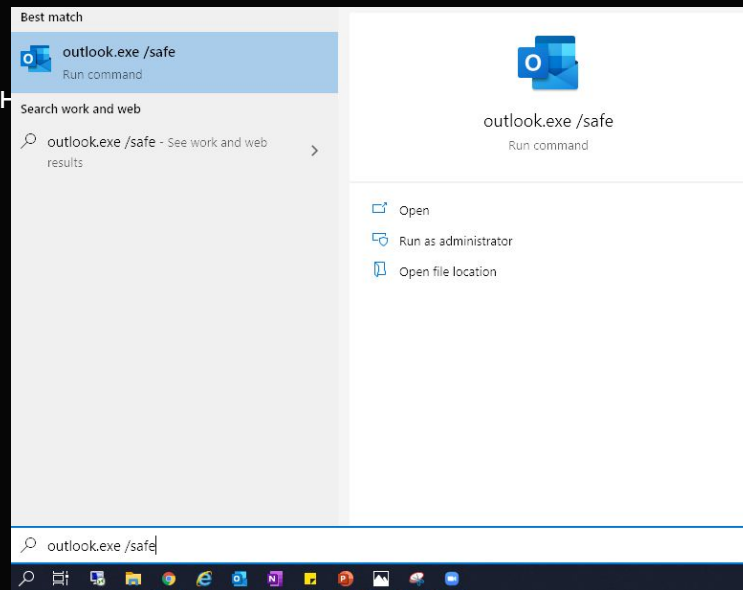 Best match
outlook.exe /safe
Run command
H
Search work and web
outlook.exe /safe - See work and web
results
outlook.exe /safe
Run command
Open
Run as administrator
Open file location
outlook.exe /safe